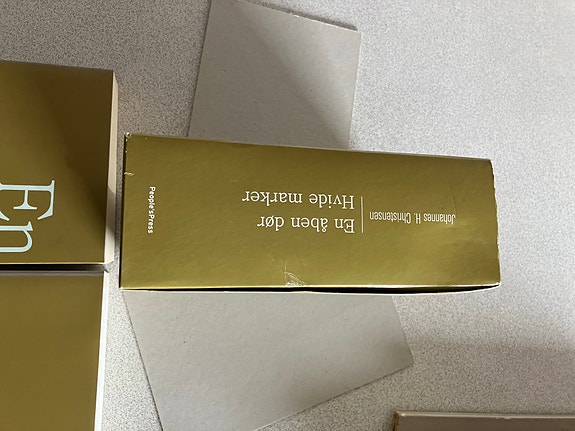 Johannes H. Christensen
En åben dør
Hvide marker
People'sPress
En